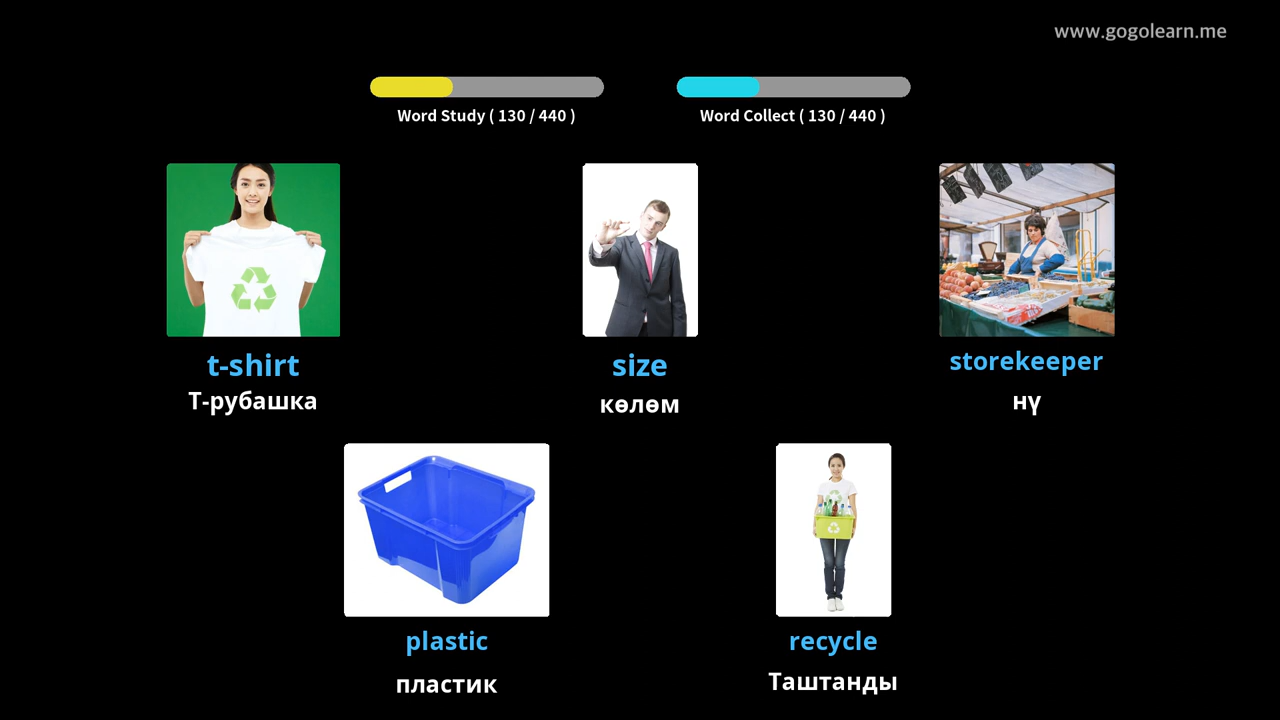 www.gogolearn.me
Word Study ( 130 / 440 )
Word Collect ( 130 / 440 )
t-shirt
Т-рубашка
size
көлөм
storekeeper
нү
plastic
пластик
recycle
Таштанды